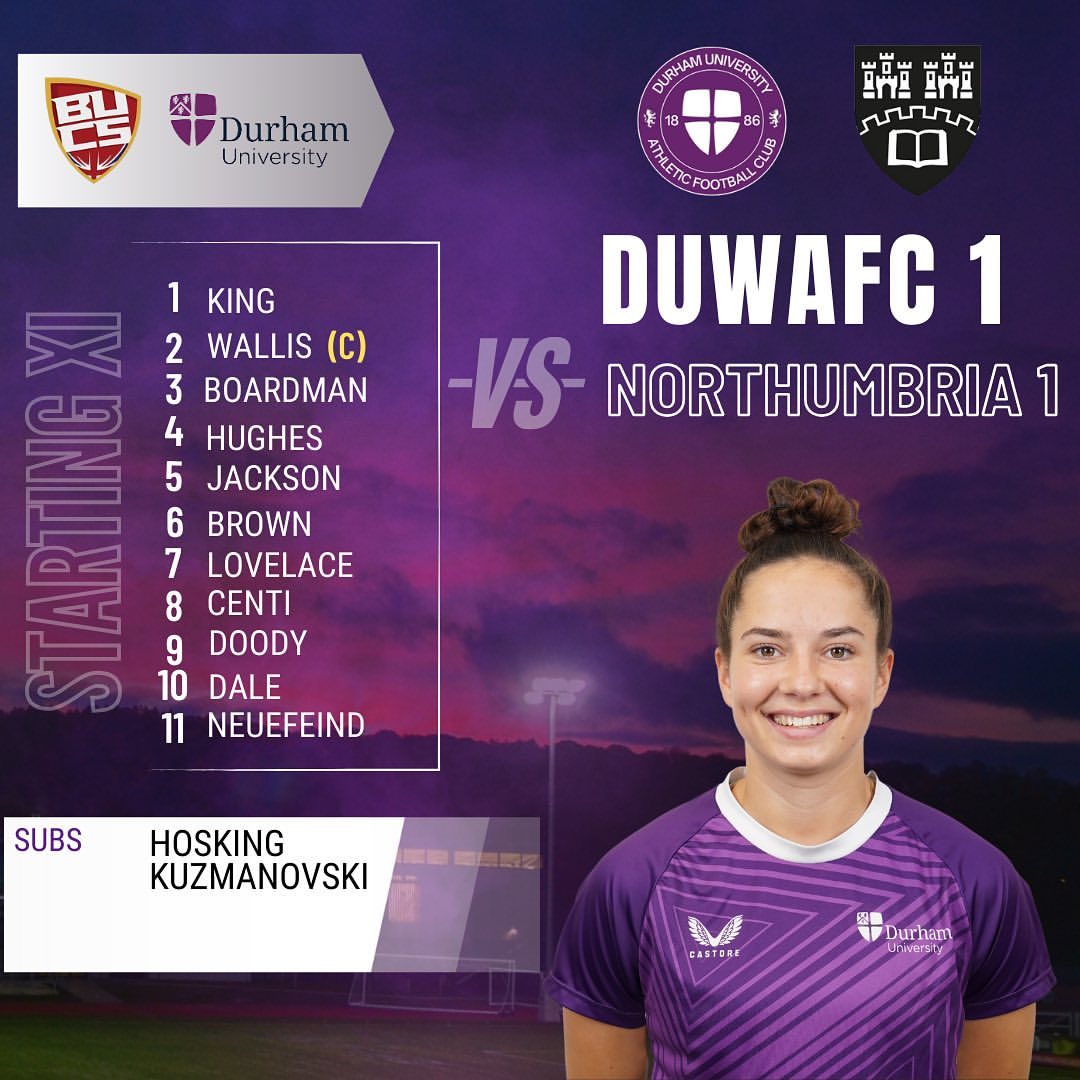 BUCS
Durham
University
DURHAM UNIVERSITY
18 86
ATHLETIC FOOTBALL CLUB
DUWAFC 1
-VS-
NORTHUMBRIA 1
STARTING XI
1 KING
2 WALLIS (C)
3 BOARDMAN
4 HUGHES
5 JACKSON
6 BROWN
7 LOVELACE
8 CENTI
9 DOODY
10 DALE
11 NEUEFEIND
SUBS HOSKING
KUZMANOVSKI
CASTORE
Durham
University